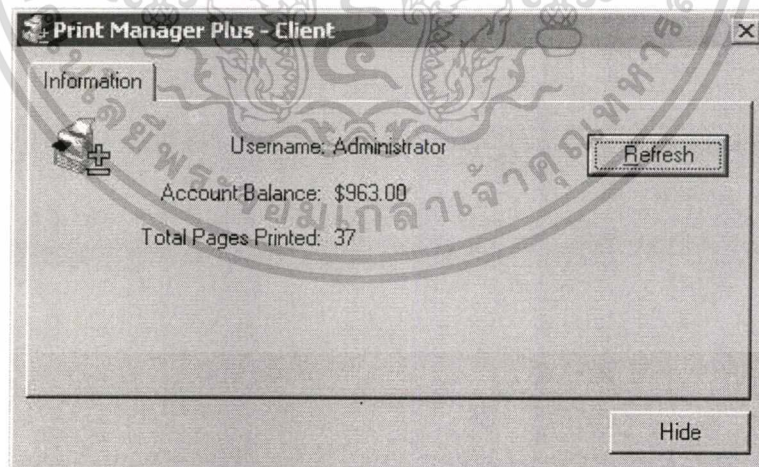 Print Manager Plus - Client
Information
Username: Administrator
Refresh
Account Balance: $963.00
Total Pages Printed: 37
Hide